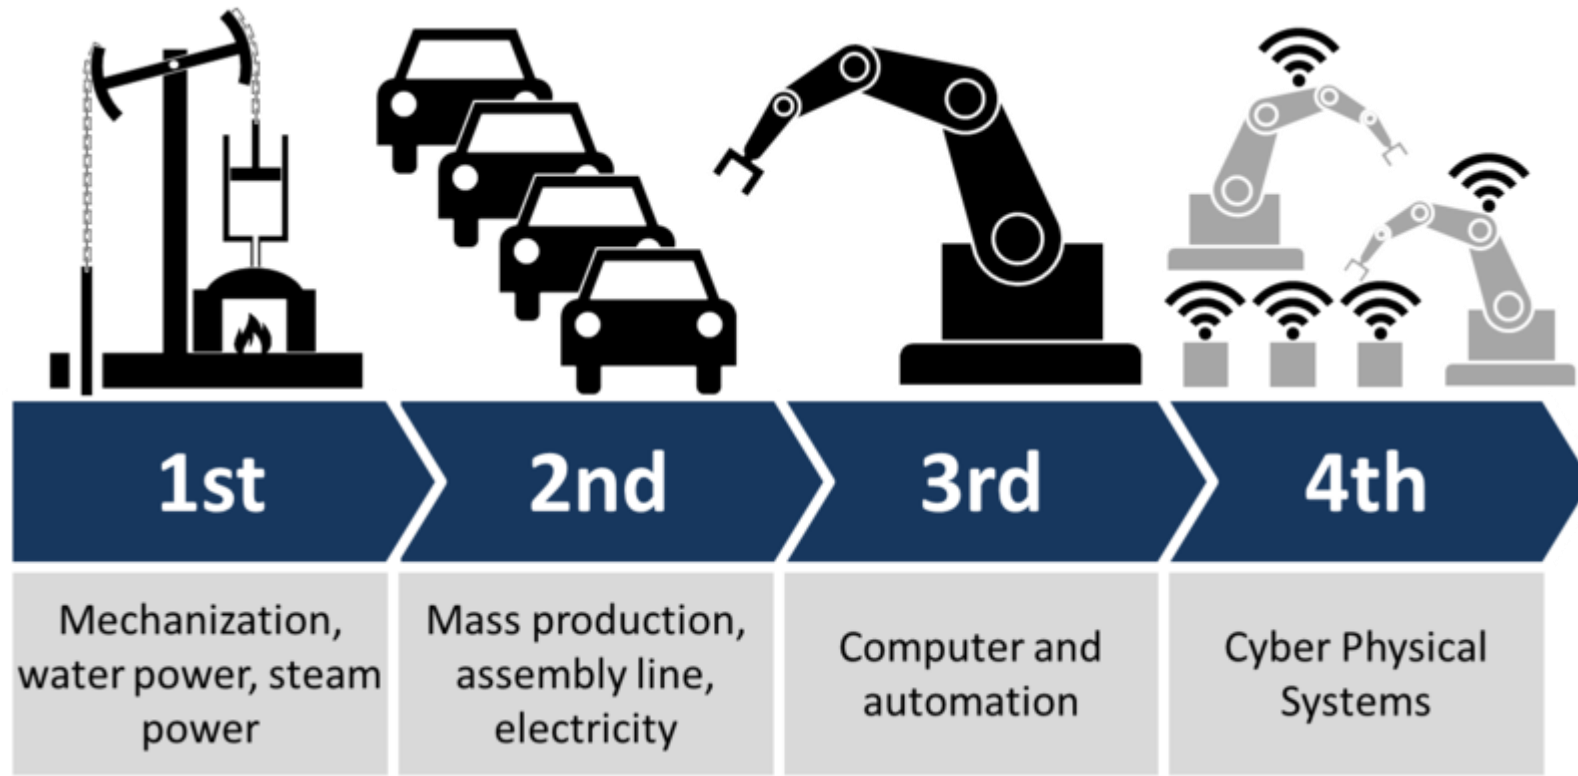 1st
2nd
3rd
4th
Mechanization,
water power, steam
power
Mass production,
assembly line,
electricity
Computer and
automation
Cyber Physical
Systems